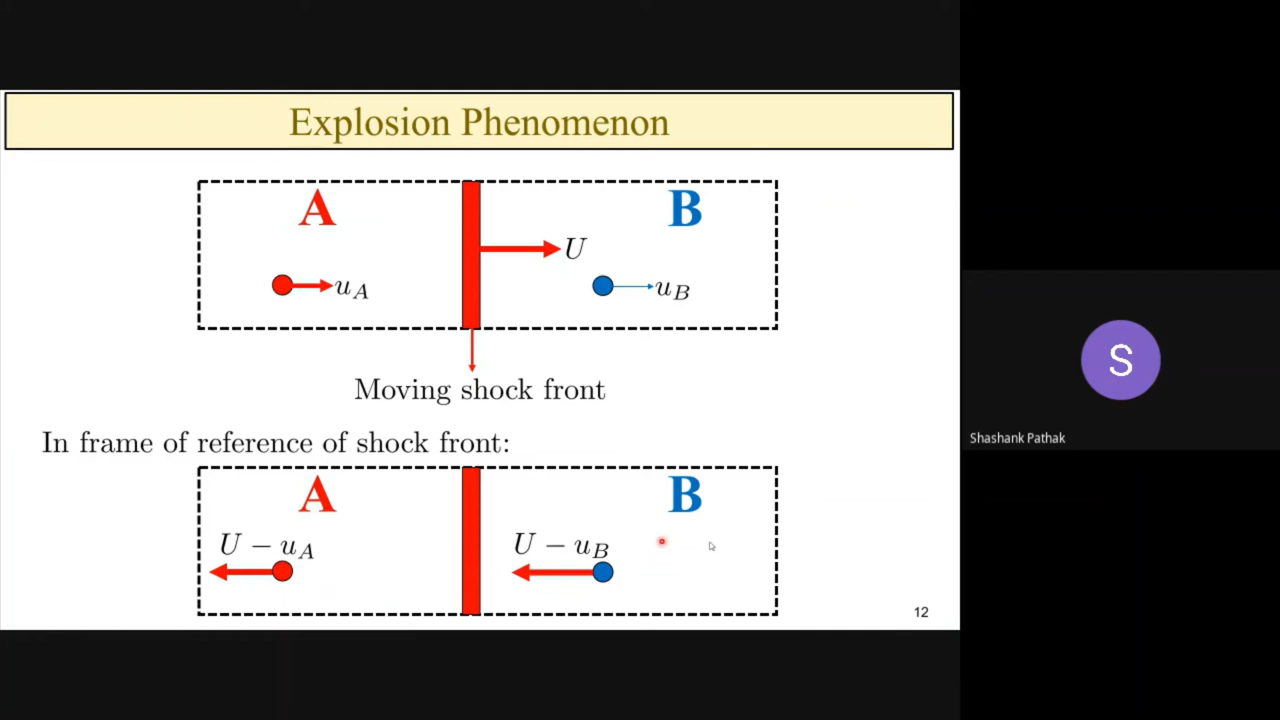 Explosion Phenomenon
A B
U
u_A u_B
Moving shock front
In frame of reference of shock front:
A B
U − u_A U − u_B
12
S
Shashank Pathak